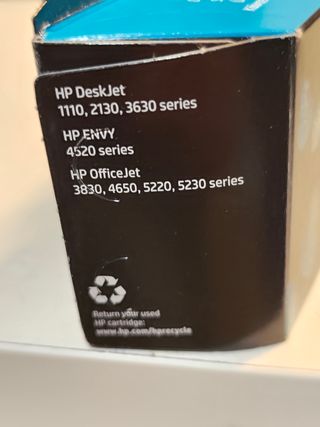 HP DeskJet
1110, 2130, 3630 series
HP ENVY
4520 series
HP OfficeJet
3830, 4650, 5220, 5230 series
Return your used
HP cartridge:
www.hp.com/hprecycle